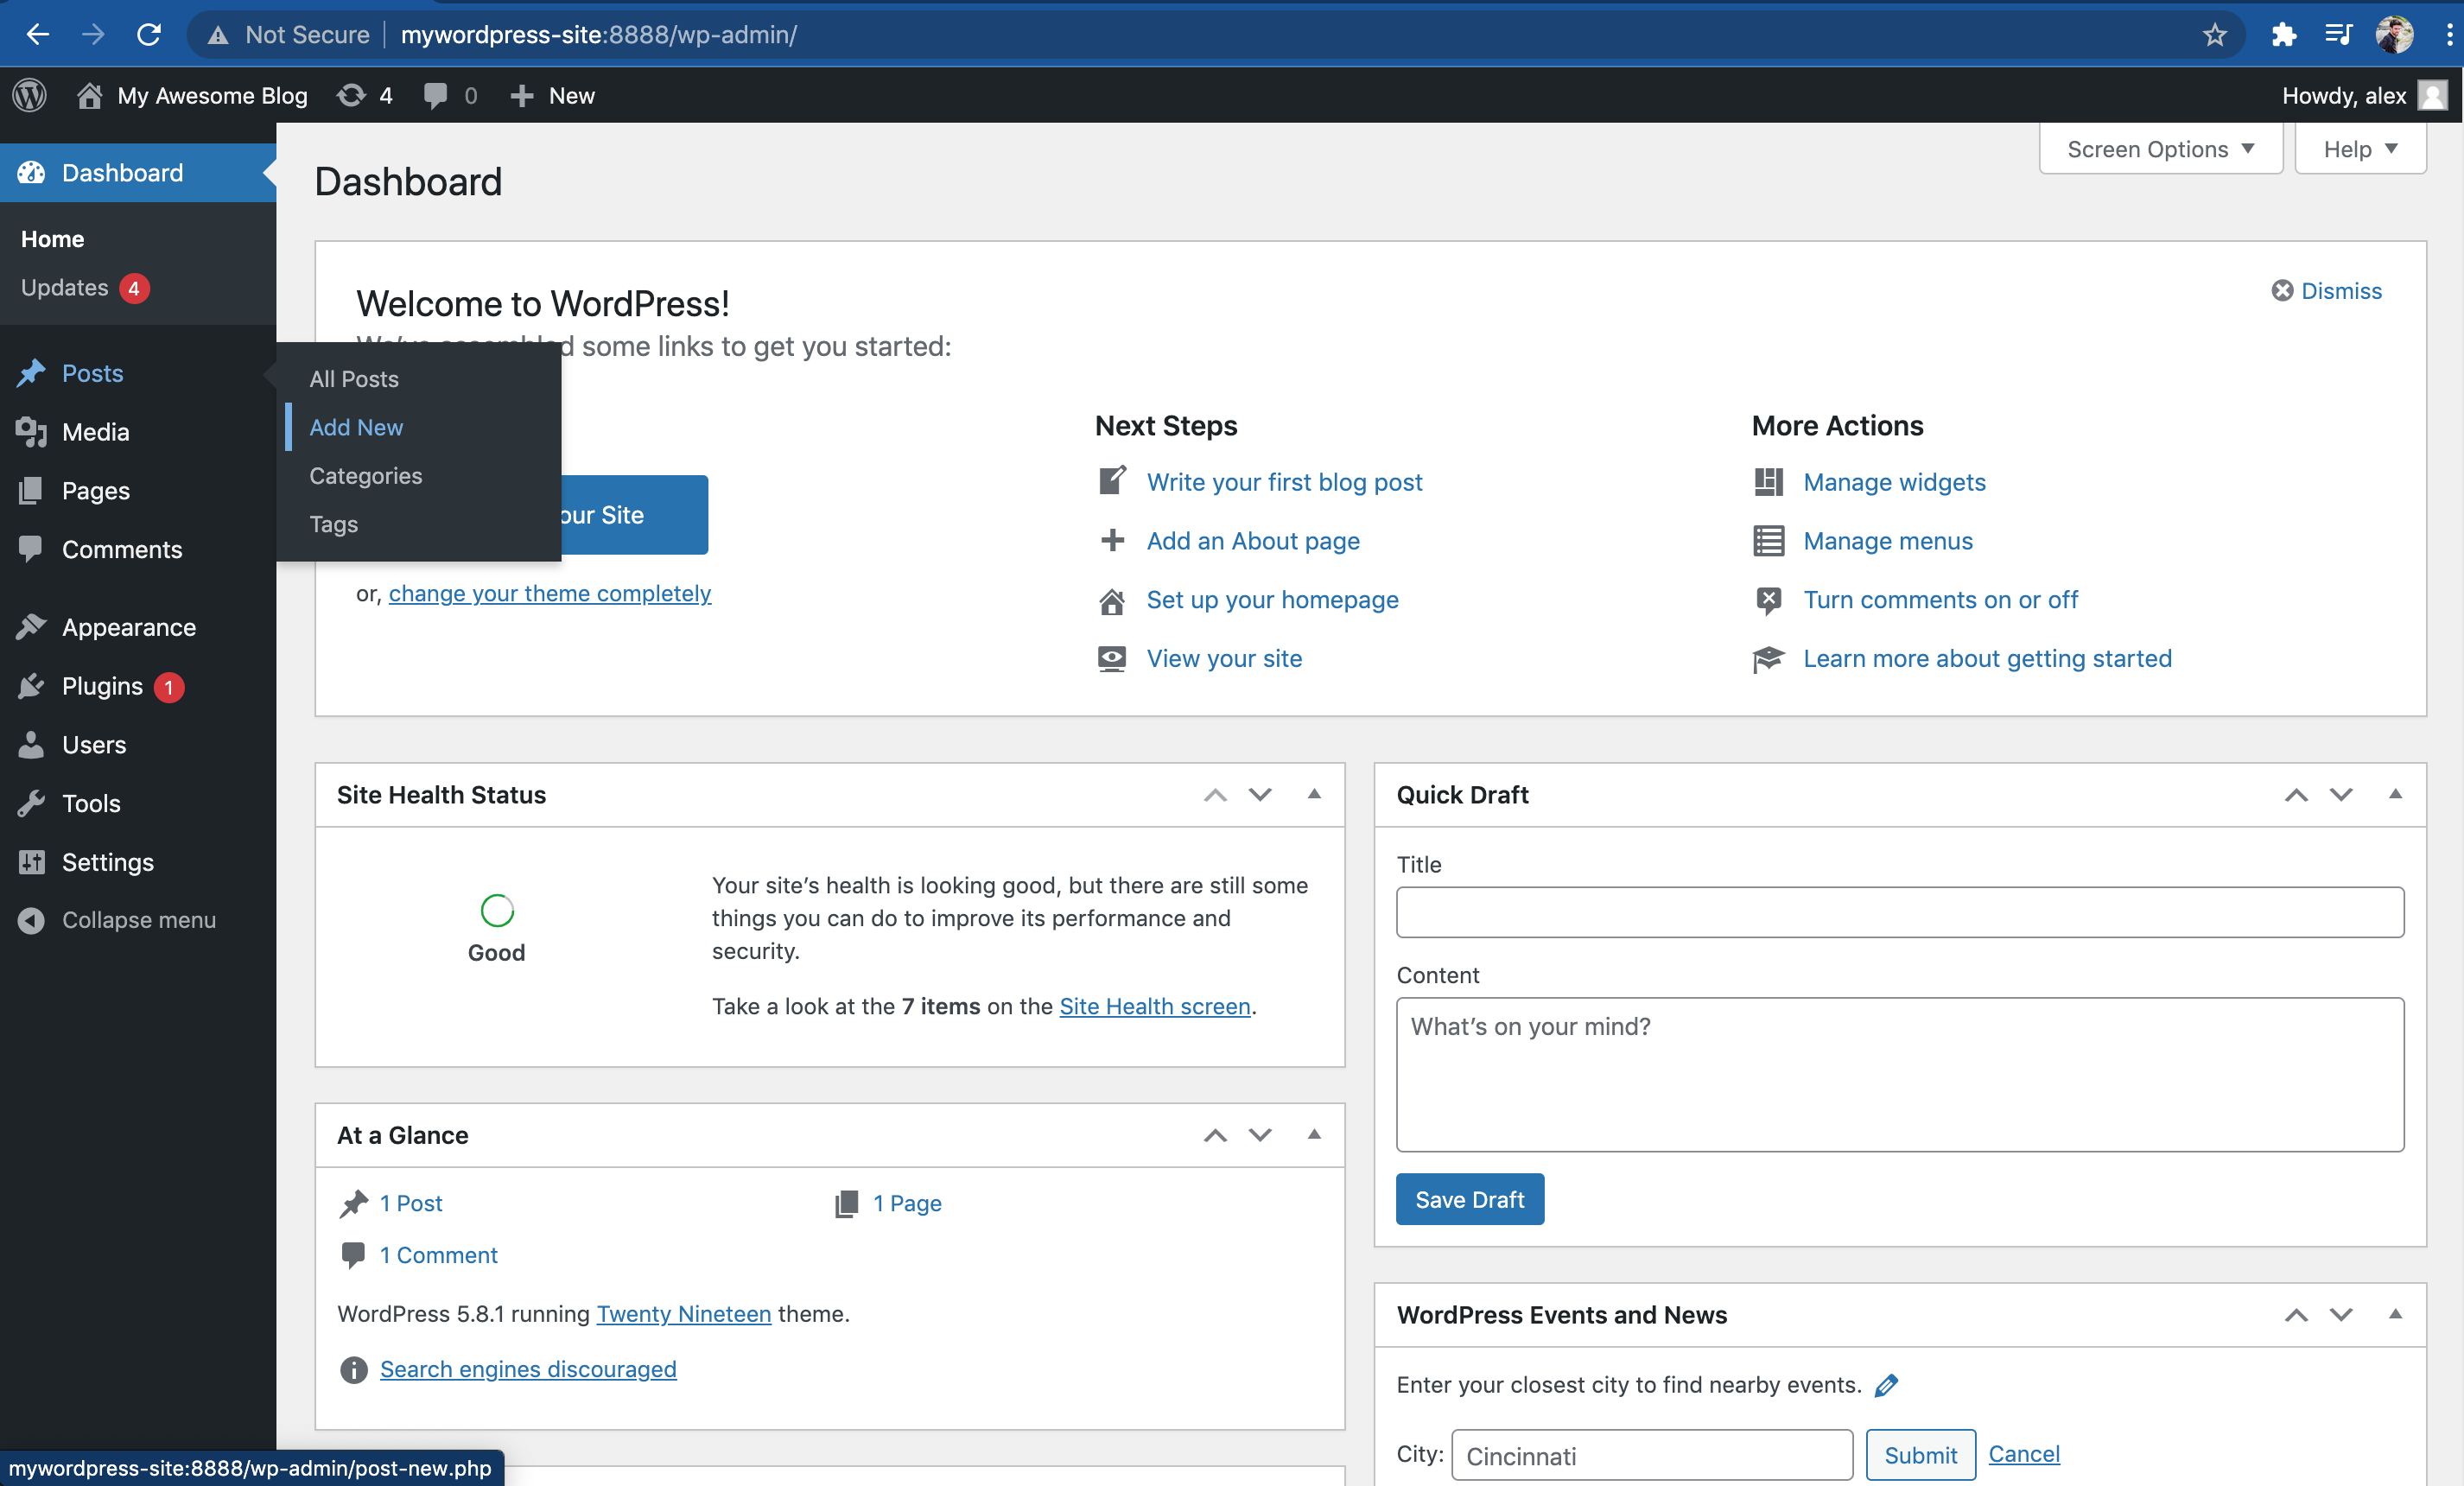 Not Secure mywordpress-site:8888/wp-admin/
My Awesome Blog 4 0 New Howdy, alex
Screen Options Help
Dashboard
Home
Updates 4
Posts
Media
Pages
Comments
Appearance
Plugins 1
Users
Tools
Settings
Collapse menu
All Posts
Add New
Categories
Tags
Dashboard
Welcome to WordPress!
Dismiss
We've assembled some links to get you started:
our Site
or, change your theme completely
Next Steps
Write your first blog post
Add an About page
Set up your homepage
View your site
More Actions
Manage widgets
Manage menus
Turn comments on or off
Learn more about getting started
Site Health Status
Good
Your site's health is looking good, but there are still some
things you can do to improve its performance and
security.
Take a look at the 7 items on the Site Health screen.
At a Glance
1 Post 1 Page
1 Comment
WordPress 5.8.1 running Twenty Nineteen theme.
Search engines discouraged
Quick Draft
Title
Content
What's on your mind?
Save Draft
WordPress Events and News
Enter your closest city to find nearby events.
City: Cincinnati Submit Cancel
mywordpress-site:8888/wp-admin/post-new.php